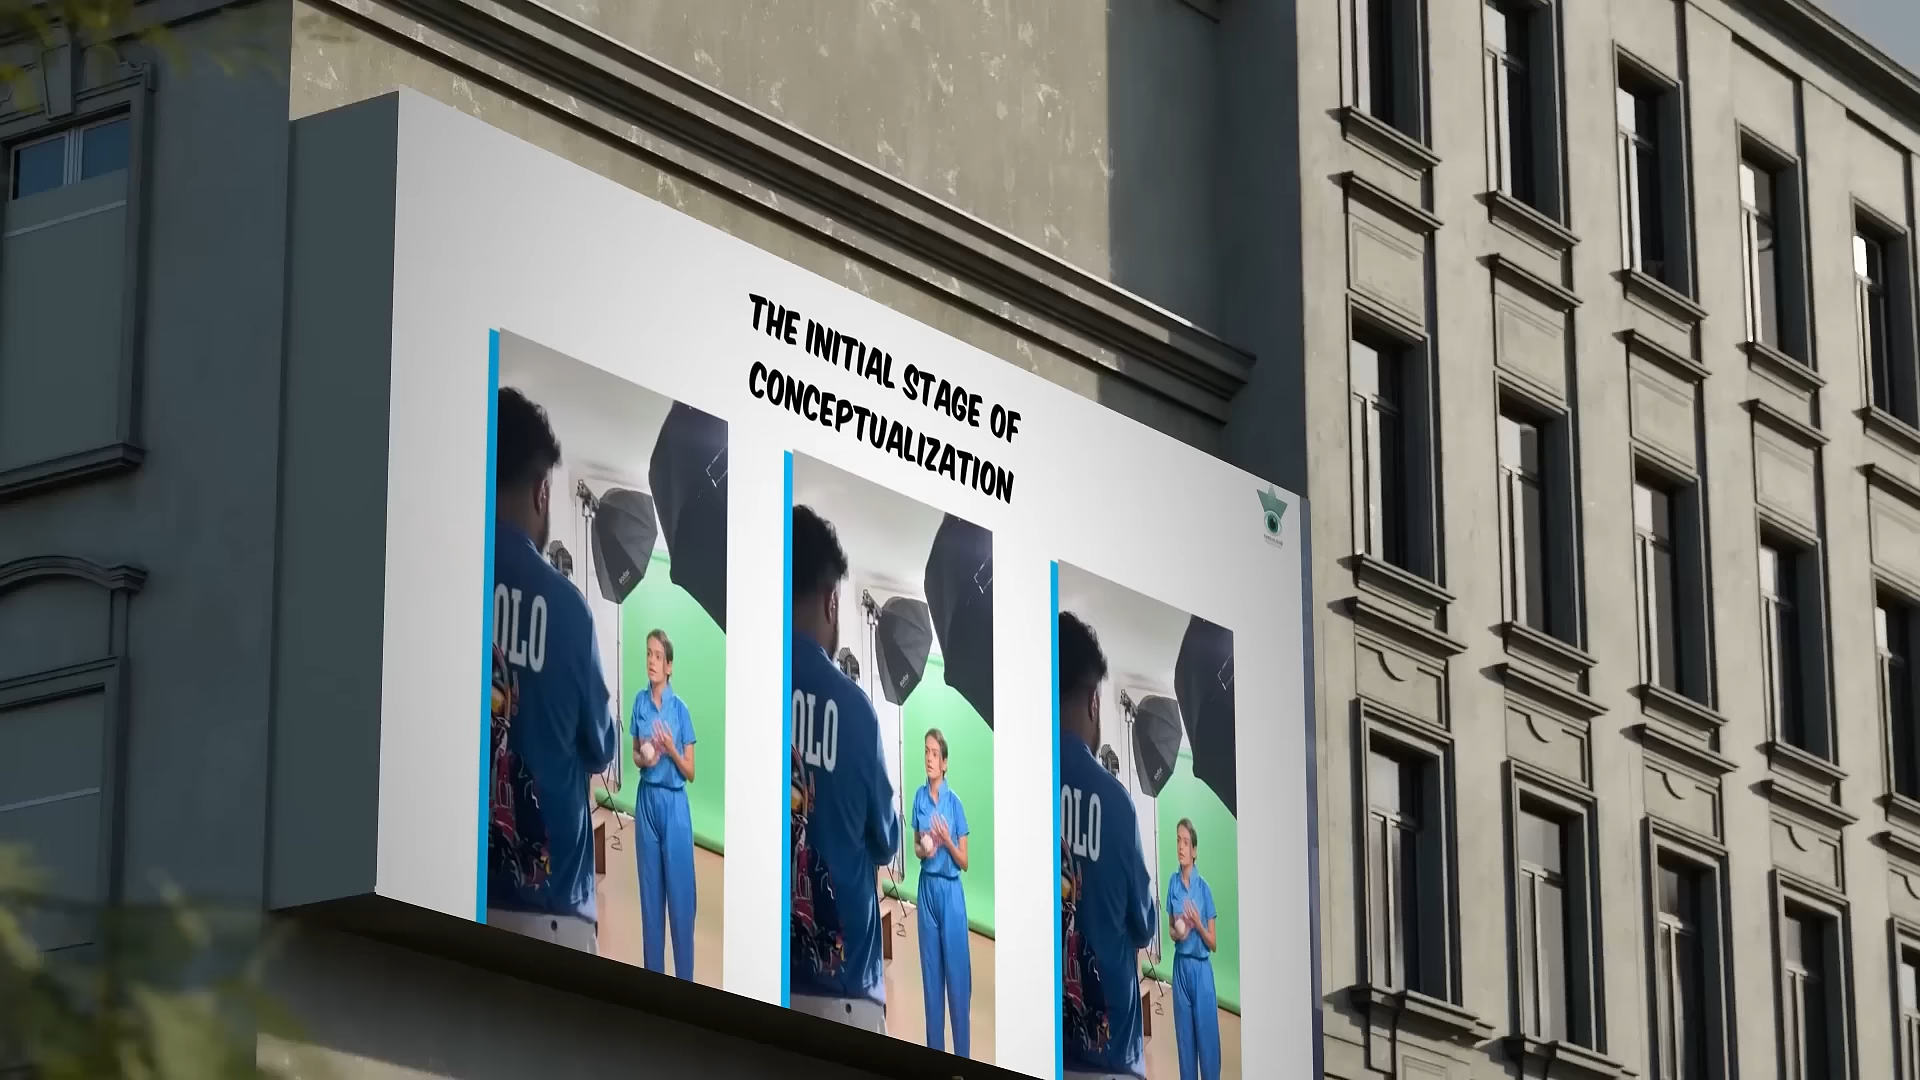 THE INITIAL STAGE OF
CONCEPTUALIZATION
OLO
OLO
OLO